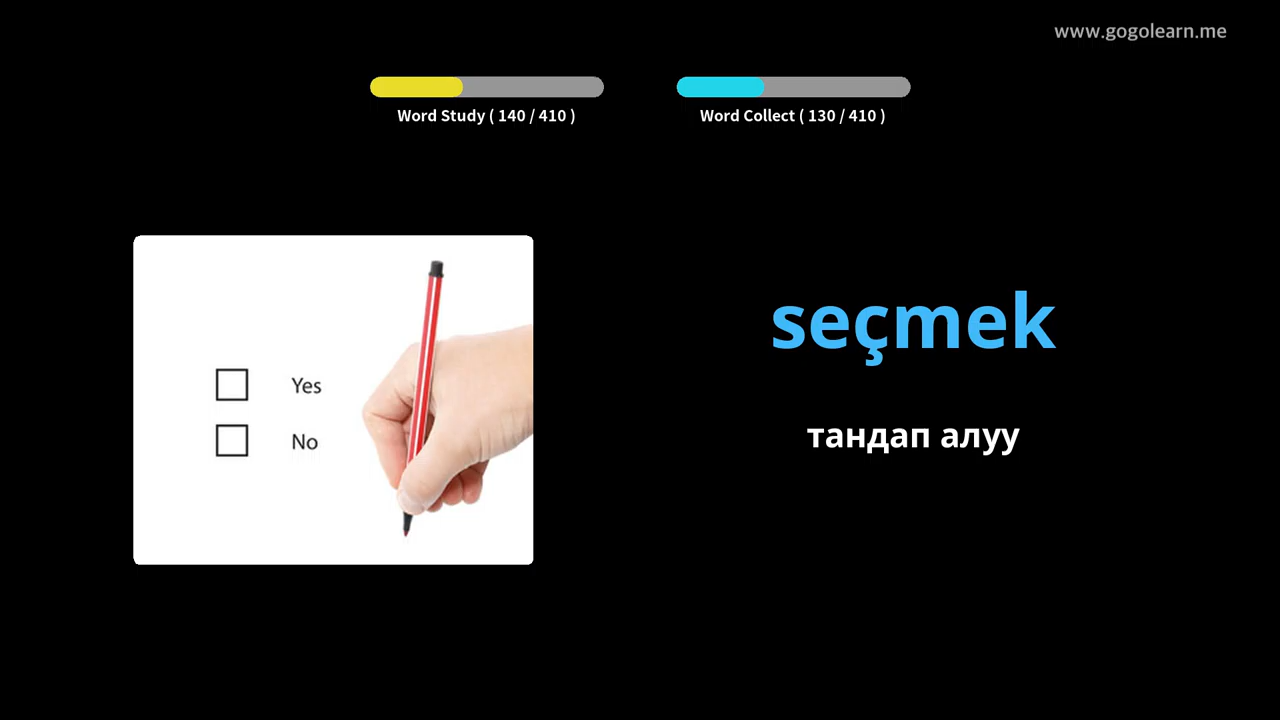 www.gogolearn.me
Word Study ( 140 / 410 )
Word Collect ( 130 / 410 )
Yes
No
seçmek
тандап алуу